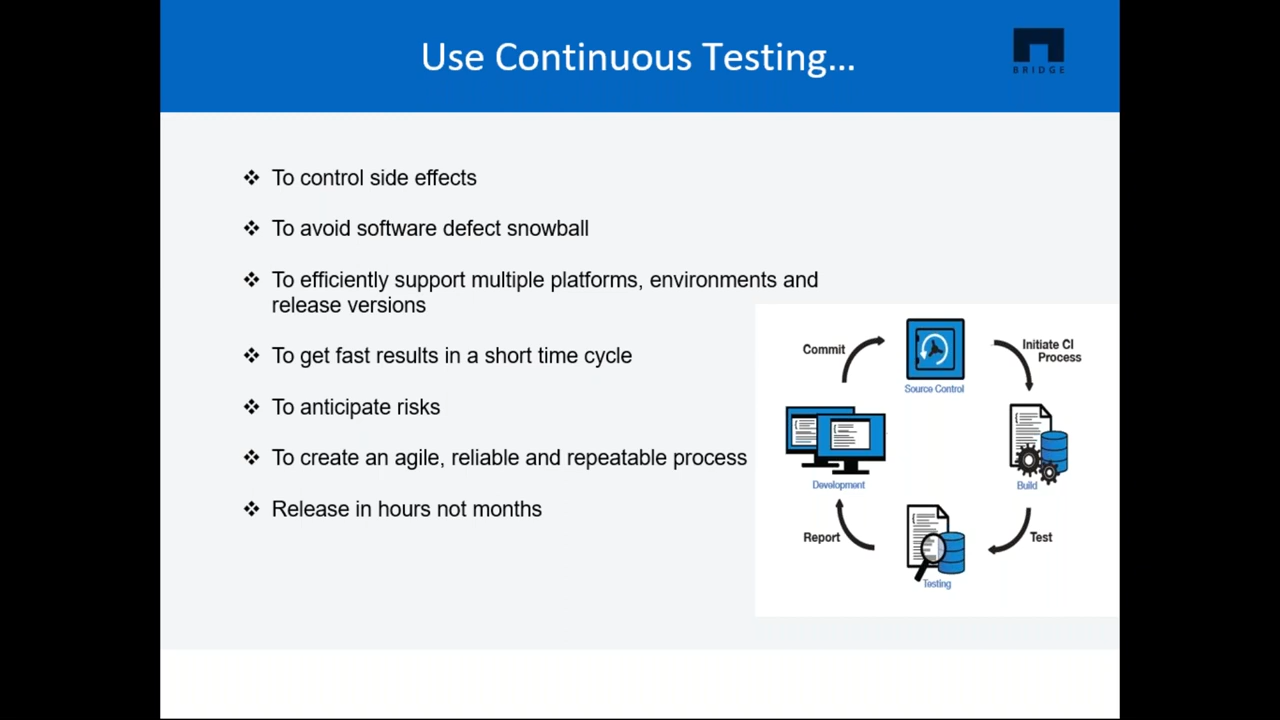 Use Continuous Testing...
BRIDGE
❖ To control side effects
❖ To avoid software defect snowball
❖ To efficiently support multiple platforms, environments and
release versions
❖ To get fast results in a short time cycle
❖ To anticipate risks
❖ To create an agile, reliable and repeatable process
❖ Release in hours not months
Commit
Source Control
Initiate CI
Process
Development
Build
Report
Test
Testing